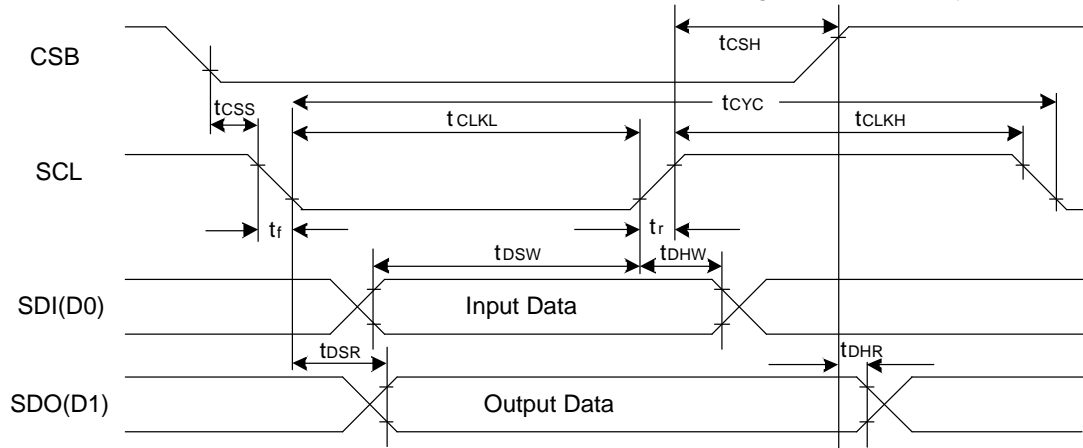 CSB
tCSH
tCSS
tCYC
tCLKL
tCLKH
SCL
tf
tr
tDSW
tDHW
SDI(D0)
Input Data
tDSR
tDHR
SDO(D1)
Output Data